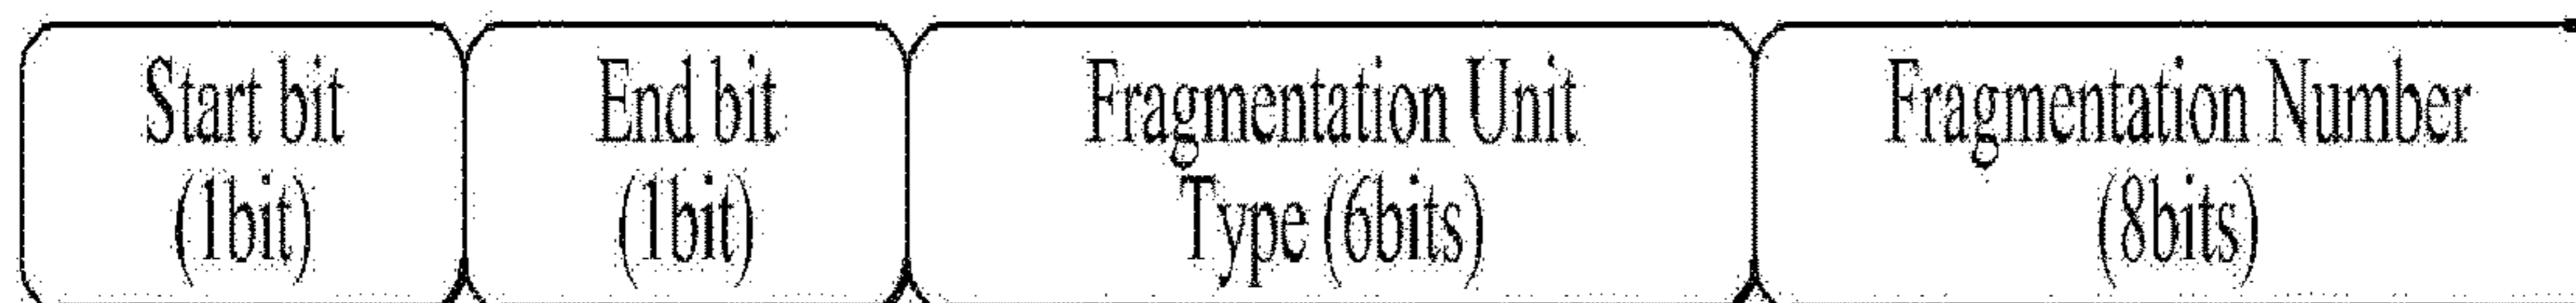 Start bit
(1bit)
End bit
(1bit)
Fragmentation Unit
Type (6bits)
Fragmentation Number
(8bits)